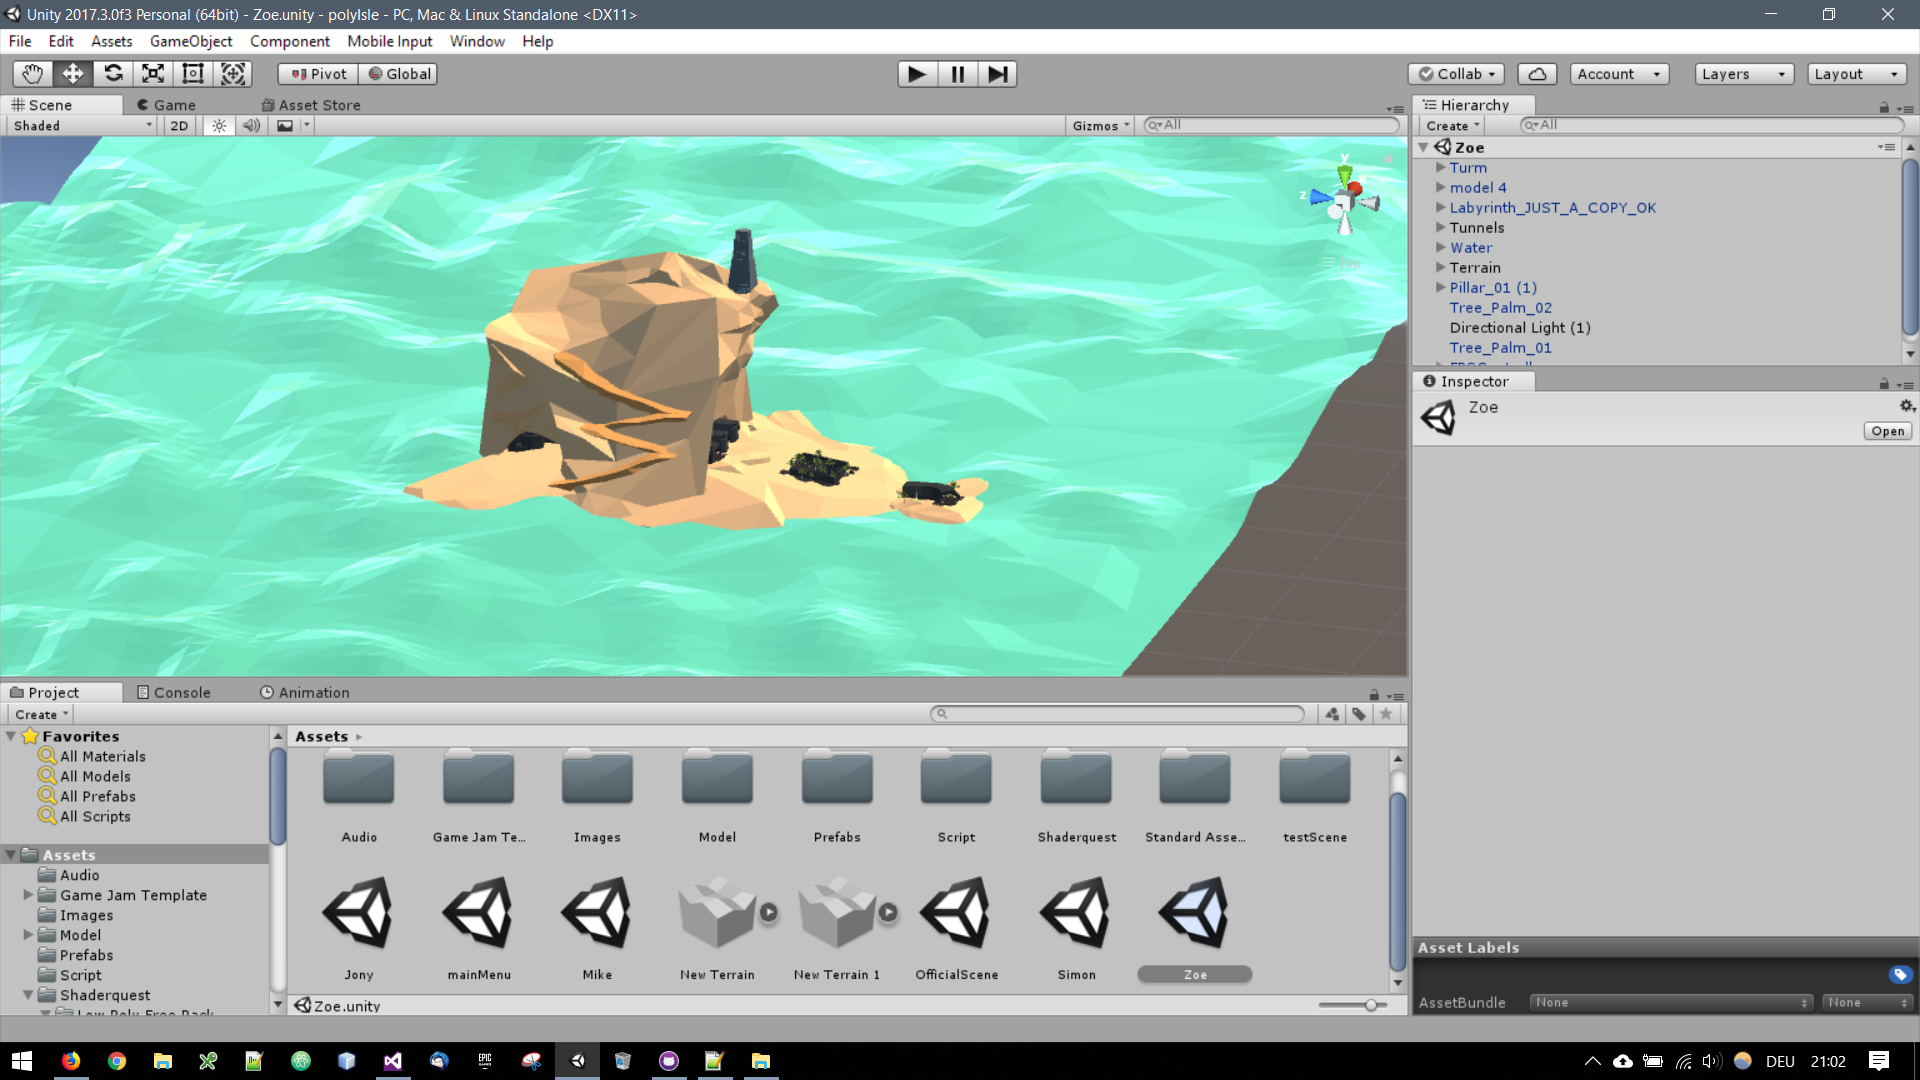 Unity 2017.3.0f3 Personal (64bit) - Zoe.unity - polyIsle - PC, Mac & Linux Standalone <DX11>
File Edit Assets GameObject Component Mobile Input Window Help
Pivot Global Collab Account Layers Layout
Scene Game Asset Store
Shaded 2D Gizmos All
y
x
z
Hierarchy
Create All
Zoe
Turm
model 4
Labyrinth_JUST_A_COPY_OK
Tunnels
Water
Terrain
Pillar_01 (1)
Tree_Palm_02
Directional Light (1)
Tree_Palm_01
Inspector
Zoe
Open
Project Console Animation
Create
Favorites
All Materials
All Models
All Prefabs
All Scripts
Assets
Audio
Game Jam Template
Images
Model
Prefabs
Script
Shaderquest
Low Poly Free Pack
Assets
Audio Game Jam Te... Images Model Prefabs Script Shaderquest Standard Asse... testScene
Jony mainMenu Mike New Terrain New Terrain 1 OfficialScene Simon Zoe
Zoe.unity
Asset Labels
AssetBundle None None
EPIC GAMES
DEU 21:02